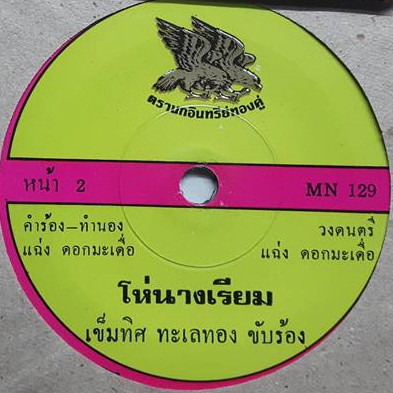 ตรานกอินทรีย์ทองคู่
หน้า 2
MN 129
คำร้อง—ทำนอง
แฉ่ง ดอกมะเดื่อ
วงดนตรี
แฉ่ง ดอกมะเดื่อ
โห่นางเรียม
เข็มทิศ ทะเลทอง ขับร้อง